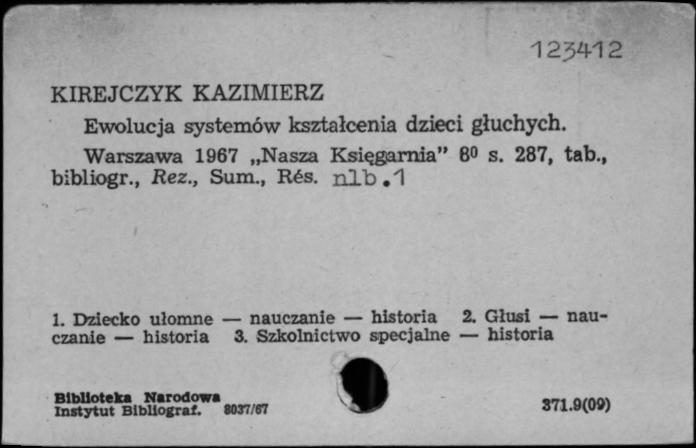 123412
KIREJCZYK KAZIMIERZ
Ewolucja systemów kształcenia dzieci głuchych.
Warszawa 1967 „Nasza Księgarnia” 8⁰ s. 287, tab.,
bibliogr., Rez., Sum., Rés. nlb.1
1. Dziecko ułomne — nauczanie — historia 2. Głusi — nau-
czanie — historia 3. Szkolnictwo specjalne — historia
Biblioteka Narodowa
Instytut Bibliograf. 8037/67 371.9(09)